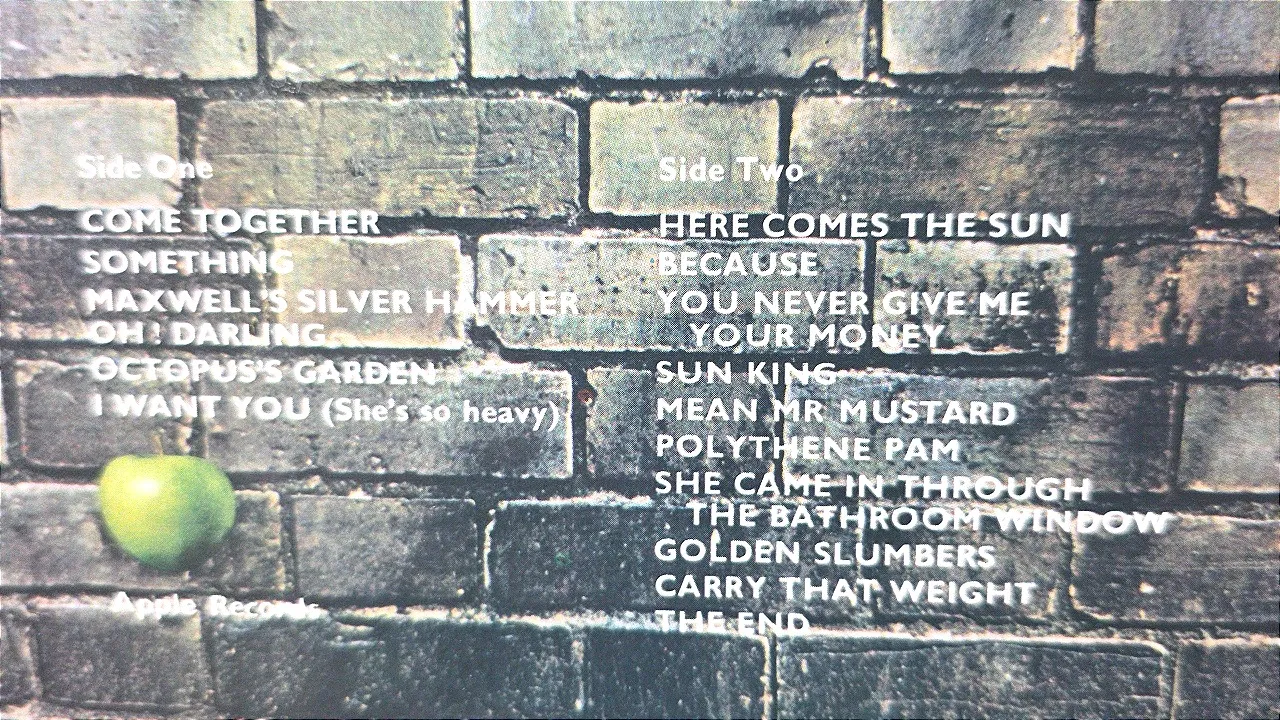 Side One
COME TOGETHER
SOMETHING
MAXWELL'S SILVER HAMMER
OH! DARLING
OCTOPUS'S GARDEN
I WANT YOU (She's so heavy)
Apple Records
Side Two
HERE COMES THE SUN
BECAUSE
YOU NEVER GIVE ME
YOUR MONEY
SUN KING
MEAN MR MUSTARD
POLYTHENE PAM
SHE CAME IN THROUGH
THE BATHROOM WINDOW
GOLDEN SLUMBERS
CARRY THAT WEIGHT
THE END